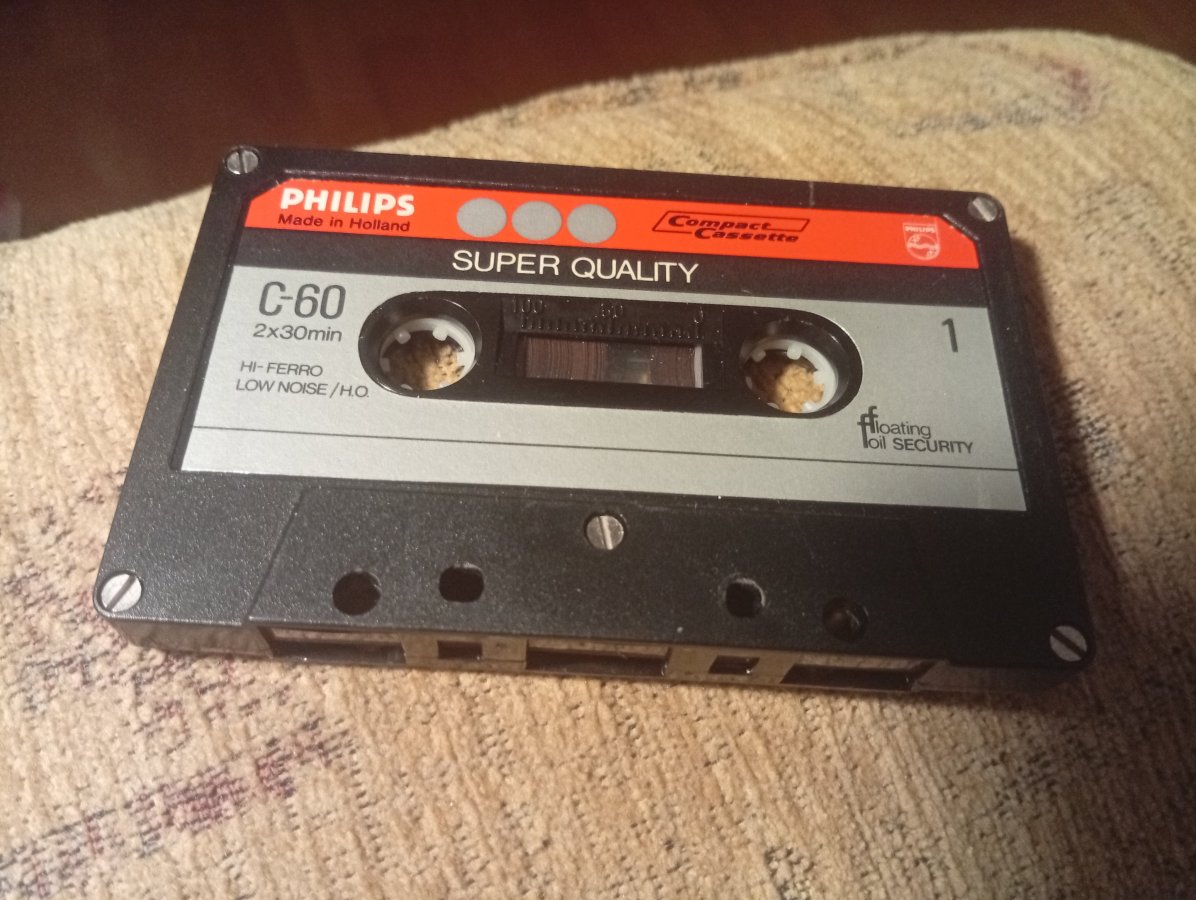 PHILIPS
Made in Holland
Compact
Cassette
PHILIPS
SUPER QUALITY
C-60
2x30min
HI-FERRO
LOW NOISE/H.O.
100 50 0
1
floating
foil SECURITY